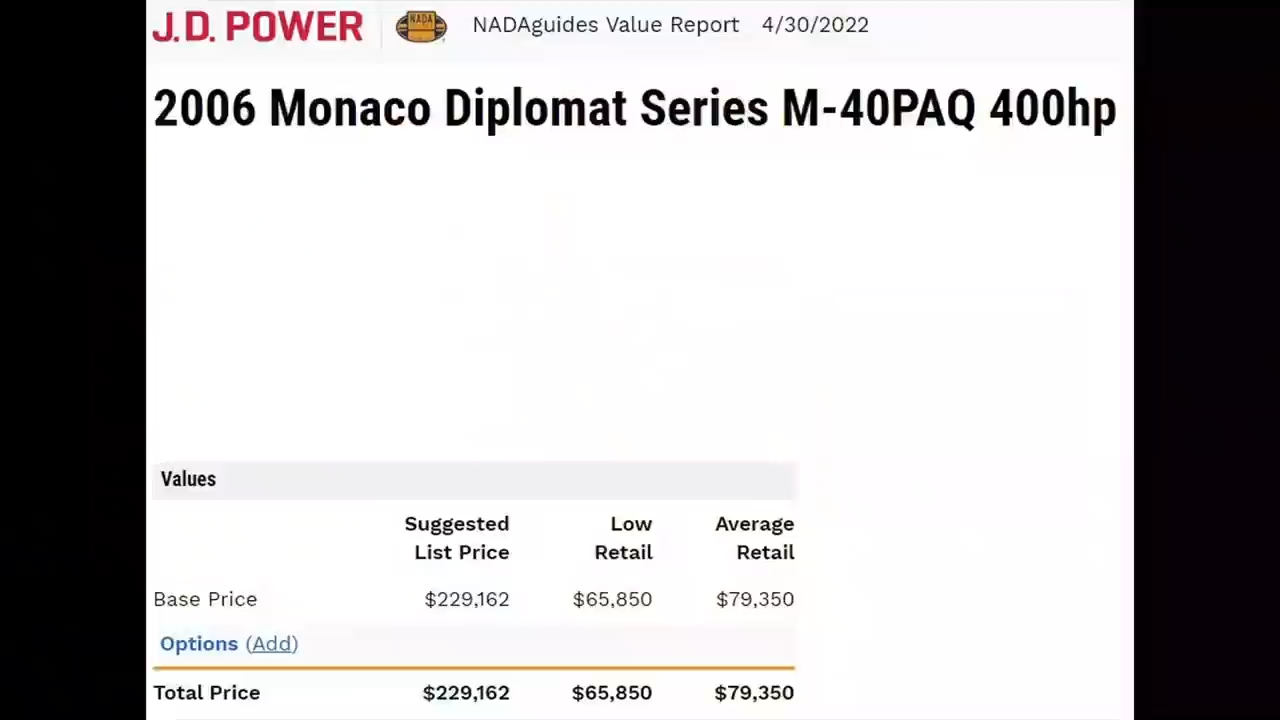 J.D. POWER NADA NADAguides Value Report 4/30/2022
2006 Monaco Diplomat Series M-40PAQ 400hp
Values
Suggested Low Average
List Price Retail Retail
Base Price $229,162 $65,850 $79,350
Options (Add)
Total Price $229,162 $65,850 $79,350